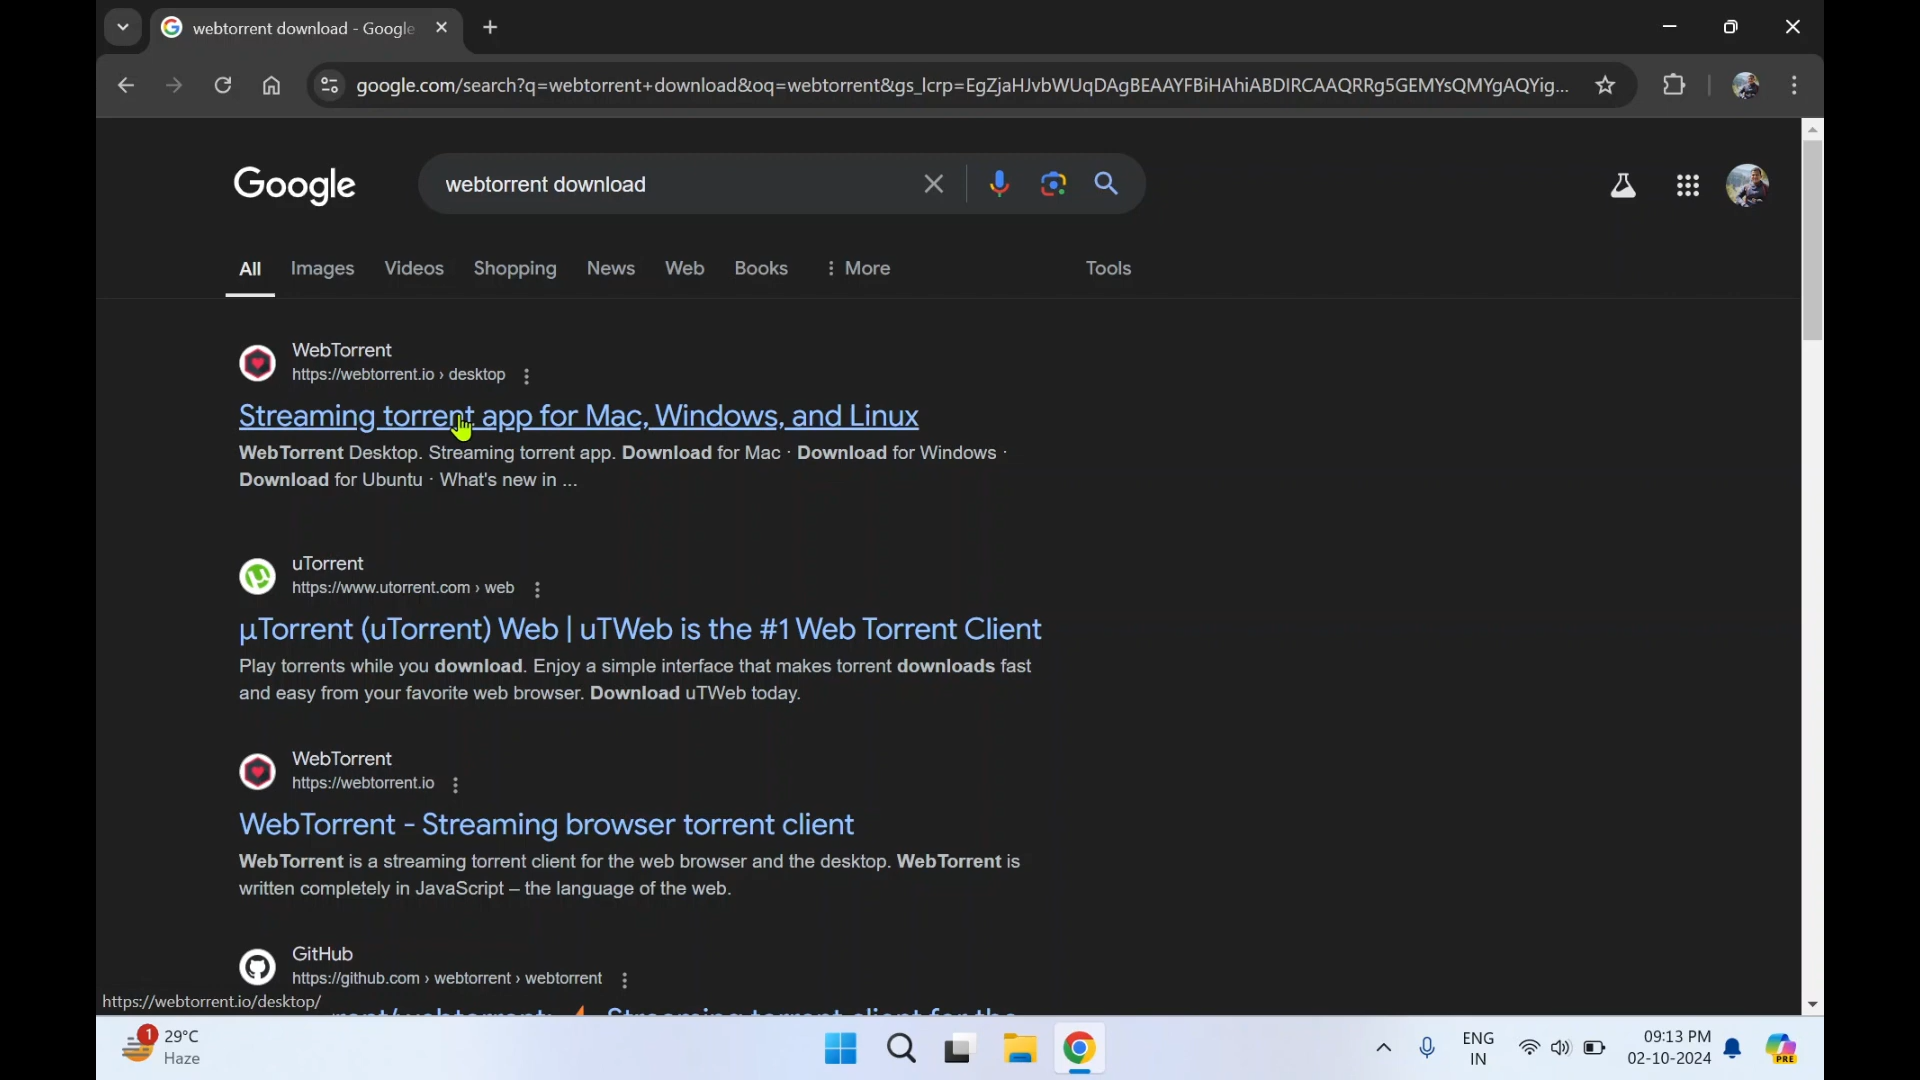 webtorrent download - Google
google.com/search?q=webtorrent+download&oq=webtorrent&gs_lcrp=EgZjaHJvbWUqDAgBEAAYFBiHAhiABDIRCAAQRRg5GEMYsQMYgAQYig...
Google
webtorrent download
All Images Videos Shopping News Web Books More Tools
WebTorrent
https://webtorrent.io › desktop
Streaming torrent app for Mac, Windows, and Linux
WebTorrent Desktop. Streaming torrent app. Download for Mac · Download for Windows ·
Download for Ubuntu · What's new in ...
uTorrent
https://www.utorrent.com › web
µTorrent (uTorrent) Web | uTWeb is the #1 Web Torrent Client
Play torrents while you download. Enjoy a simple interface that makes torrent downloads fast
and easy from your favorite web browser. Download uTWeb today.
WebTorrent
https://webtorrent.io
WebTorrent - Streaming browser torrent client
WebTorrent is a streaming torrent client for the web browser and the desktop. WebTorrent is
written completely in JavaScript – the language of the web.
GitHub
https://github.com › webtorrent › webtorrent
https://webtorrent.io/desktop/
Streaming torrent client for the
1 29°C
Haze
ENG
IN
09:13 PM
02-10-2024
PRE